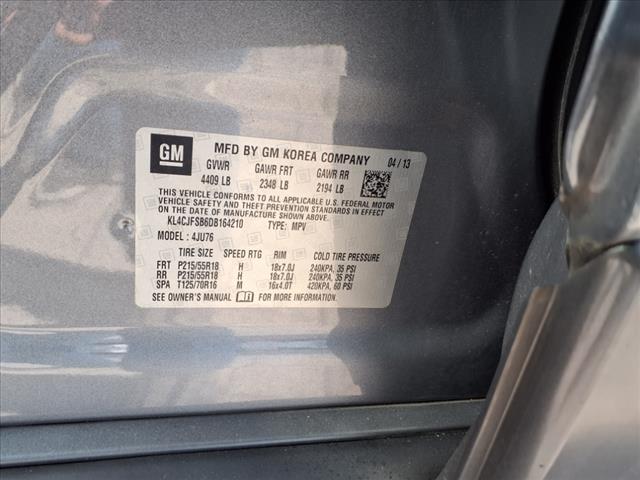 GM
MFD BY GM KOREA COMPANY 04 / 13
GVWR GAWR FRT GAWR RR
4409 LB 2348 LB 2194 LB
THIS VEHICLE CONFORMS TO ALL APPLICABLE U.S. FEDERAL MOTOR
VEHICLE SAFETY AND THEFT PREVENTION STANDARDS IN EFFECT
ON THE DATE OF MANUFACTURE SHOWN ABOVE.
KL4CJFSB6DB164210 TYPE: MPV
MODEL : 4JU76
TIRE SIZE SPEED RTG RIM COLD TIRE PRESSURE
FRT P215/55R18 H 18x7.0J 240KPA, 35 PSI
RR P215/55R18 H 18x7.0J 240KPA, 35 PSI
SPA T125/70R16 M 16x4.0T 420KPA, 60 PSI
SEE OWNER'S MANUAL FOR MORE INFORMATION.